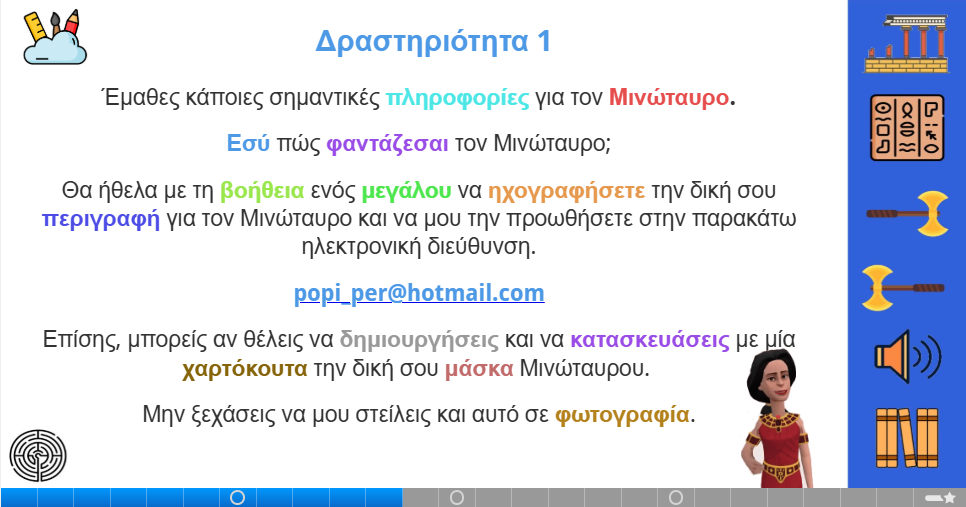 Δραστηριότητα 1
Έμαθες κάποιες σημαντικές πληροφορίες για τον Μινώταυρο.
Εσύ πώς φαντάζεσαι τον Μινώταυρο;
Θα ήθελα με τη βοήθεια ενός μεγάλου να ηχογραφήσετε την δική σου
περιγραφή για τον Μινώταυρο και να μου την προωθήσετε στην παρακάτω
ηλεκτρονική διεύθυνση.
popi_per@hotmail.com
Επίσης, μπορείς αν θέλεις να δημιουργήσεις και να κατασκευάσεις με μία
χαρτόκουτα την δική σου μάσκα Μινώταυρου.
Μην ξεχάσεις να μου στείλεις και αυτό σε φωτογραφία.